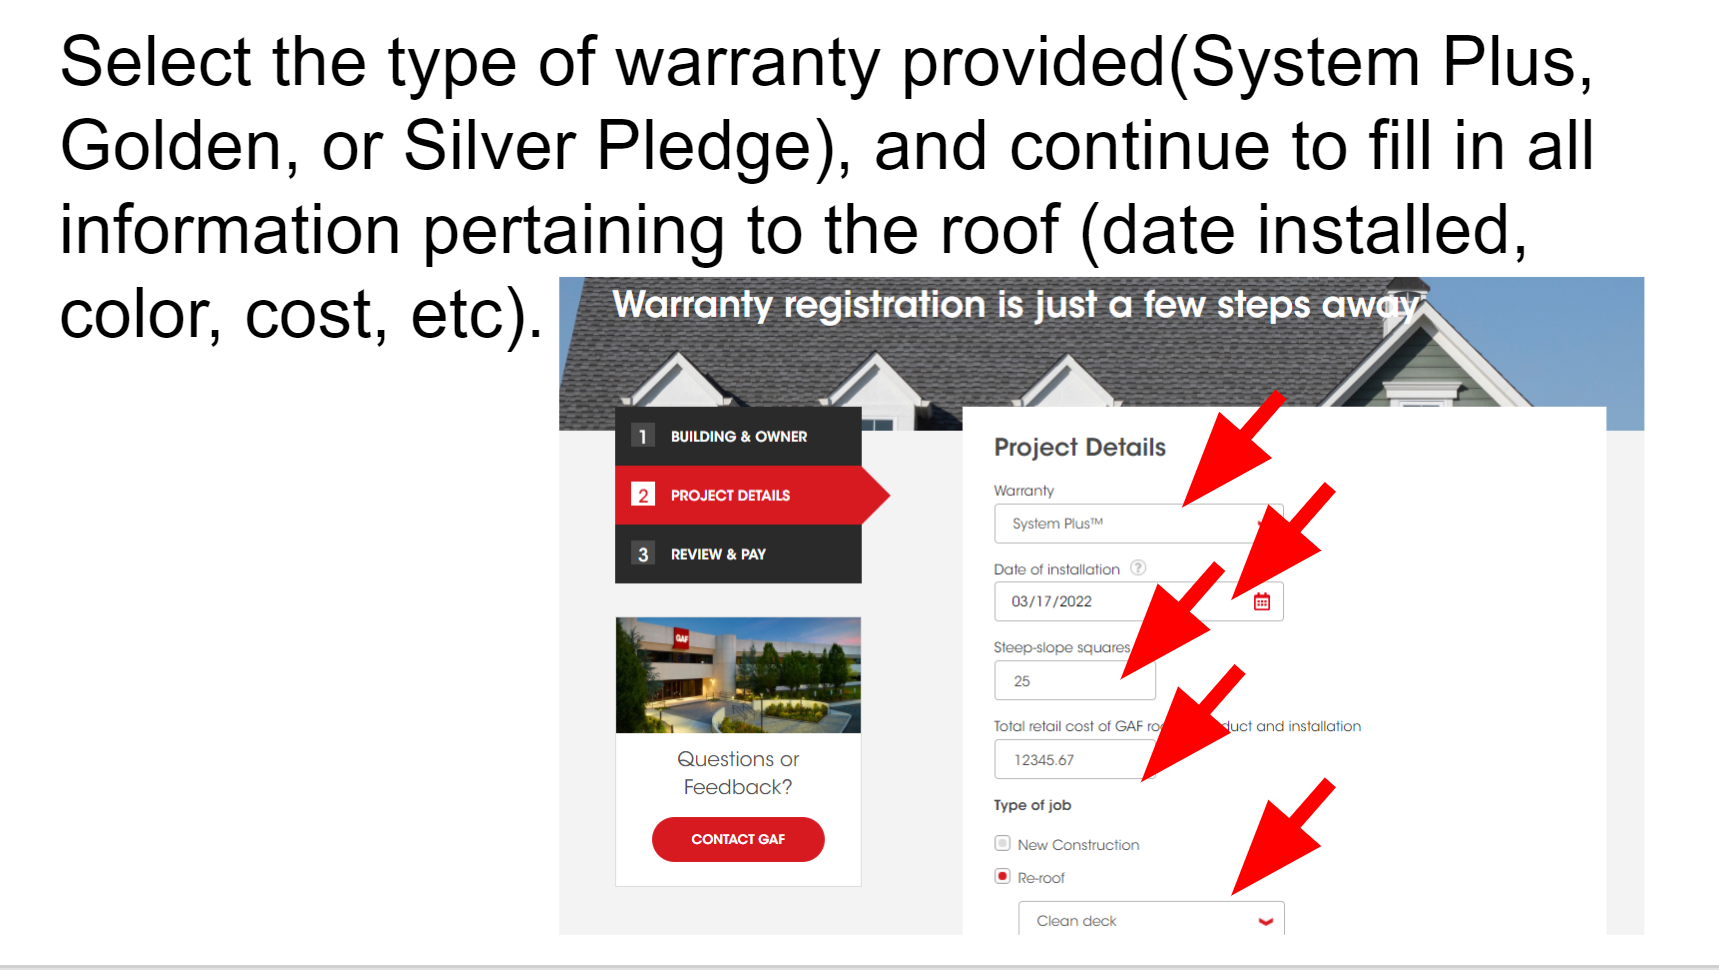 Select the type of warranty provided(System Plus,
Golden, or Silver Pledge), and continue to fill in all
information pertaining to the roof (date installed,
color, cost, etc).
Warranty registration is just a few steps away
1 BUILDING & OWNER
2 PROJECT DETAILS
3 REVIEW & PAY
GAF
Questions or
Feedback?
CONTACT GAF
Project Details
Warranty
System Plus™
Date of installation ?
03/17/2022
Steep-slope squares
25
Total retail cost of GAF and installation
12345.67
Type of job
New Construction
Re-roof
Clean deck